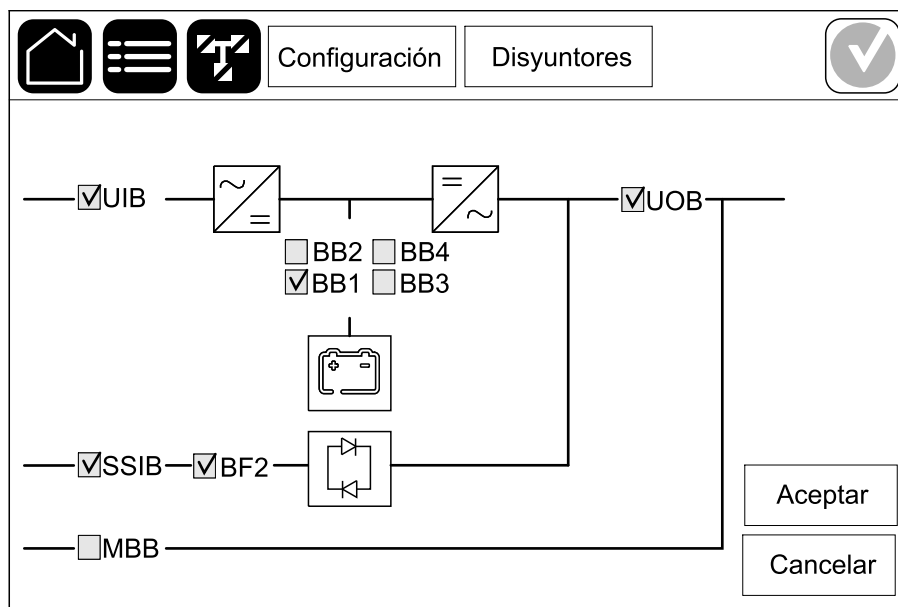 Configuración
Disyuntores
UIB
UOB
BB2 BB4
BB1 BB3
SSIB BF2
MBB
Aceptar
Cancelar